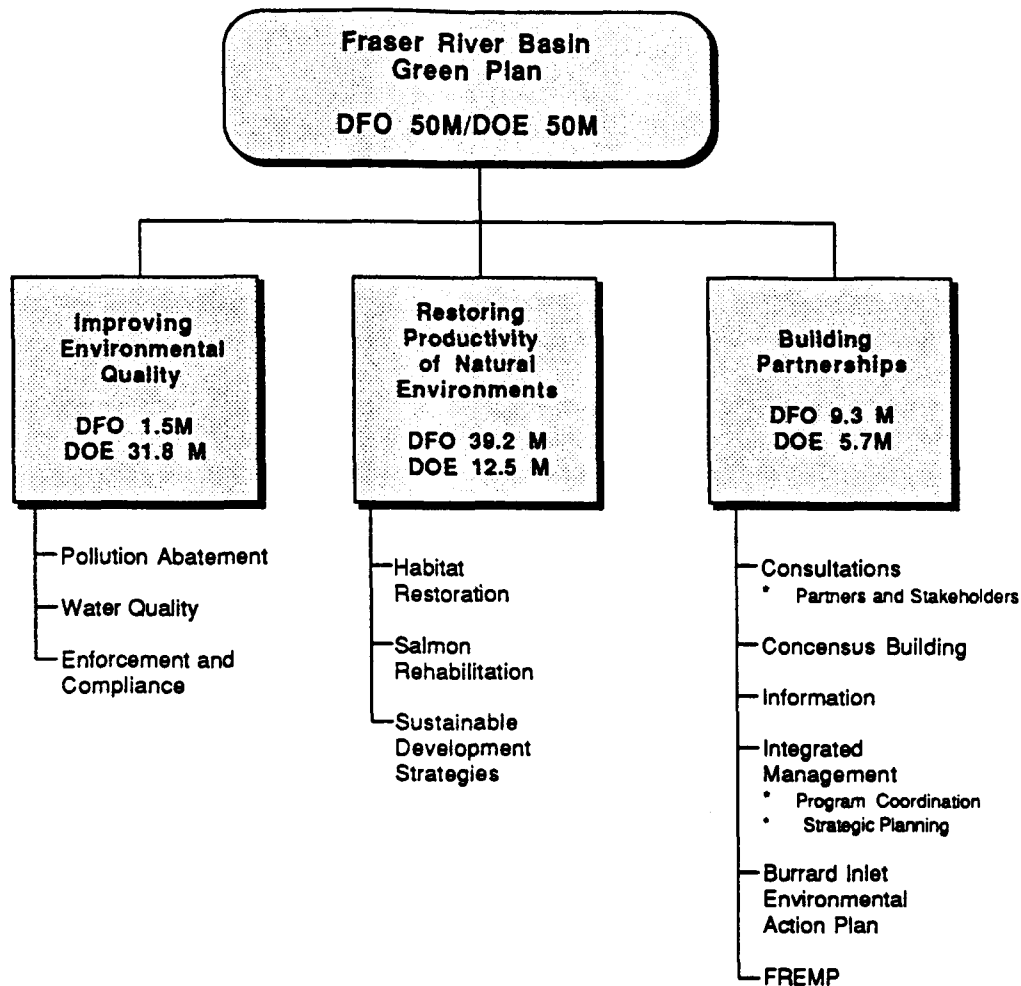 Fraser River Basin
Green Plan
DFO 50M/DOE 50M
Improving
Environmental
Quality
DFO 1.5M
DOE 31.8 M
Restoring
Productivity
of Natural
Environments
DFO 39.2 M
DOE 12.5 M
Building
Partnerships
DFO 9.3 M
DOE 5.7M
Pollution Abatement
Water Quality
Enforcement and
Compliance
Habitat
Restoration
Salmon
Rehabilitation
Sustainable
Development
Strategies
Consultations
* Partners and Stakeholders
Concensus Building
Information
Integrated
Management
* Program Coordination
* Strategic Planning
Burrard Inlet
Environmental
Action Plan
FREMP